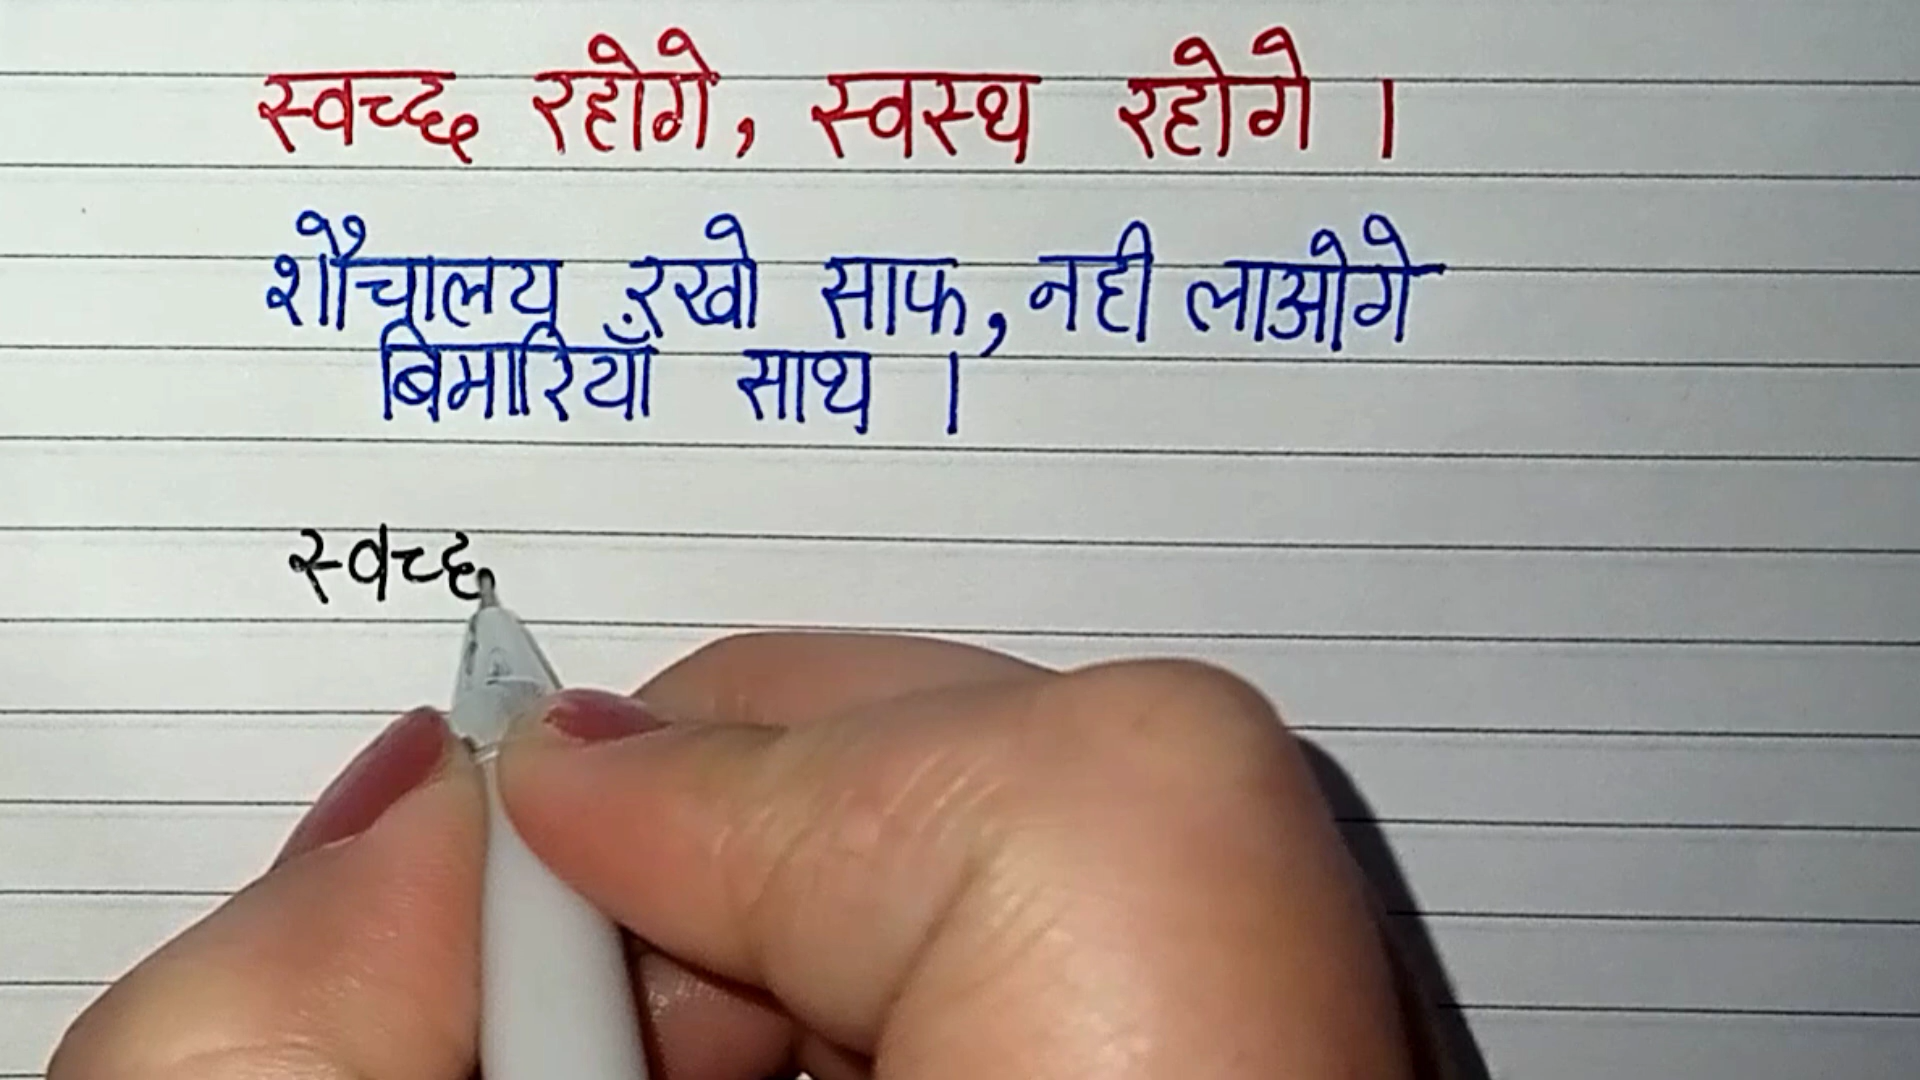 स्वच्छ रहोगे, स्वस्थ रहोगे ।
शौचालय रखो साफ, नही लाओगे
बिमारियाँ साथ ।
स्वच्छ